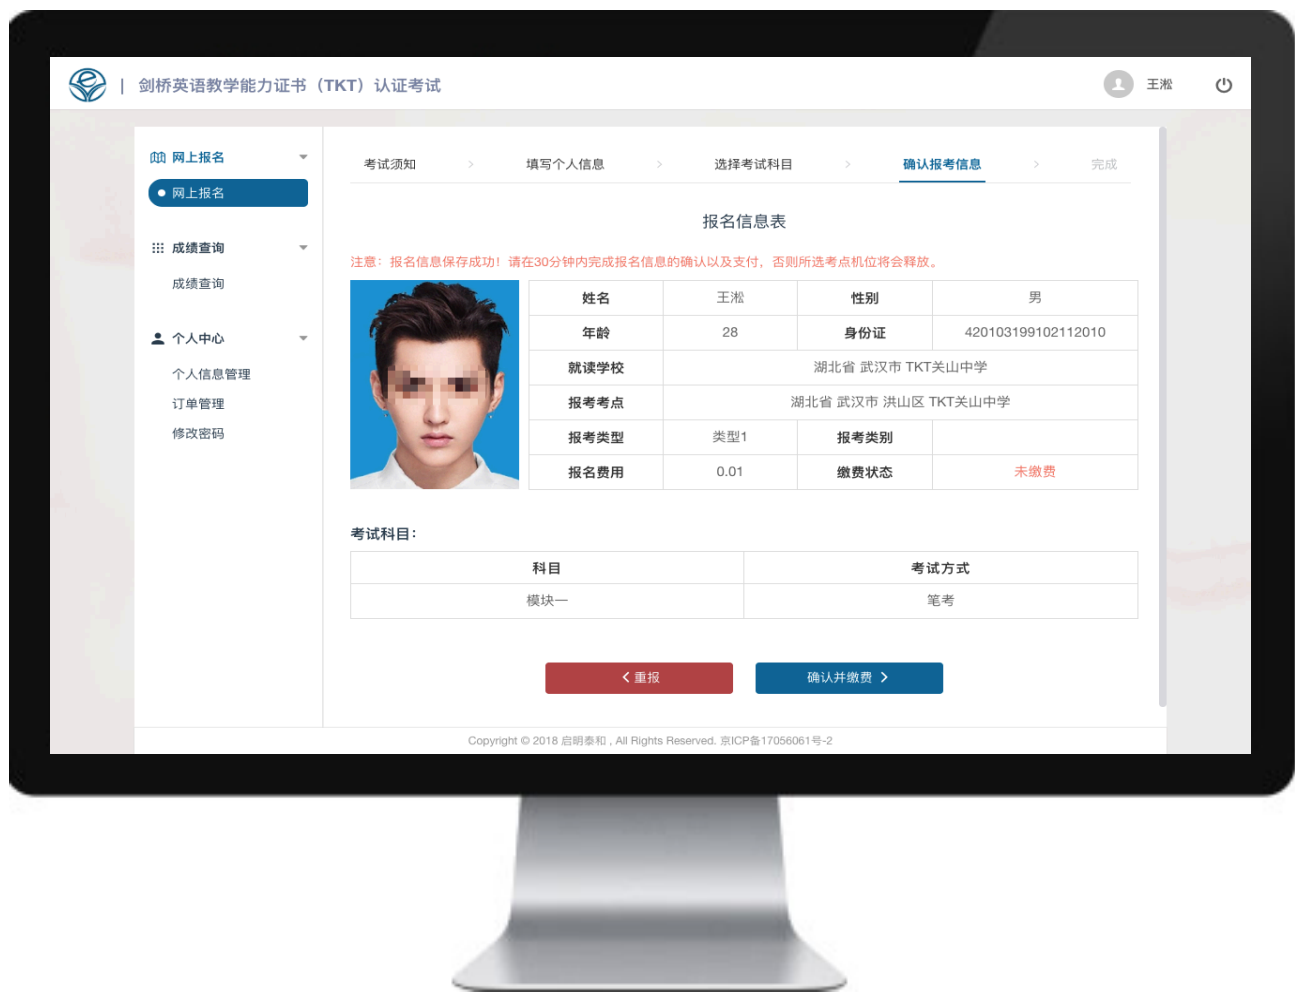 | 剑桥英语教学能力证书（TKT）认证考试
王淞
网上报名
网上报名
成绩查询
成绩查询
个人中心
个人信息管理
订单管理
修改密码
考试须知 > 填写个人信息 > 选择考试科目 > 确认报考信息 > 完成
报名信息表
注意：报名信息保存成功！请在30分钟内完成报名信息的确认以及支付，否则所选考点机位将会释放。
姓名 王淞 性别 男
年龄 28 身份证 420103199102112010
就读学校 湖北省 武汉市 TKT关山中学
报考考点 湖北省 武汉市 洪山区 TKT关山中学
报考类型 类型1 报考类别
报名费用 0.01 缴费状态 未缴费
考试科目：
科目 考试方式
模块一 笔考
重报 确认并缴费
Copyright © 2018 启明泰和 , All Rights Reserved. 京ICP备17056061号-2